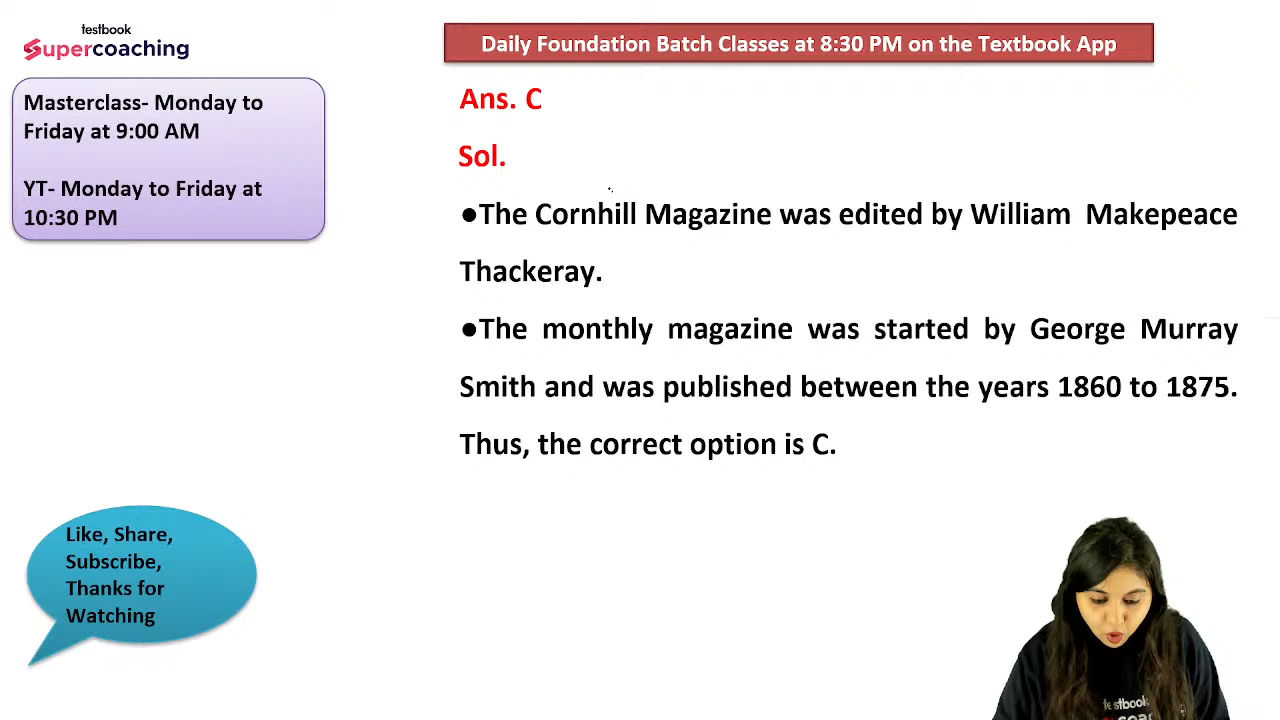 testbook
Supercoaching
Daily Foundation Batch Classes at 8:30 PM on the Textbook App
Masterclass- Monday to
Friday at 9:00 AM
YT- Monday to Friday at
10:30 PM
Ans. C
Sol.
●The Cornhill Magazine was edited by William Makepeace
Thackeray.
●The monthly magazine was started by George Murray
Smith and was published between the years 1860 to 1875.
Thus, the correct option is C.
Like, Share,
Subscribe,
Thanks for
Watching
testbook